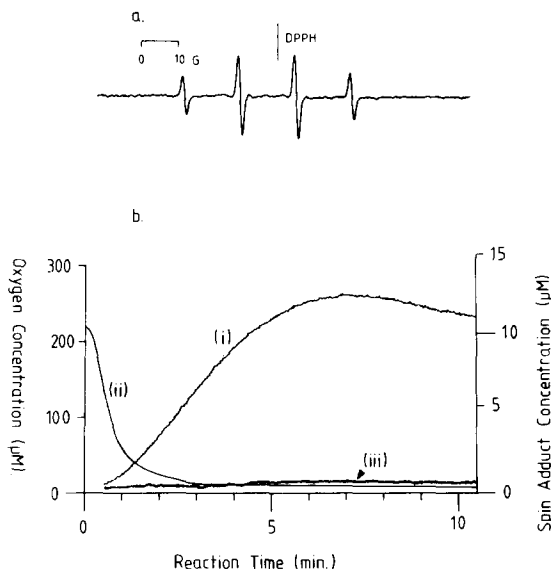 a.
DPPH
0 10 G
b.
Oxygen Concentration (µM).
300
200
100
0
15
10
5
0
Spin Adduct Concentration (µM)
(i)
(ii)
(iii)
0 5 10
Reaction Time (min.)